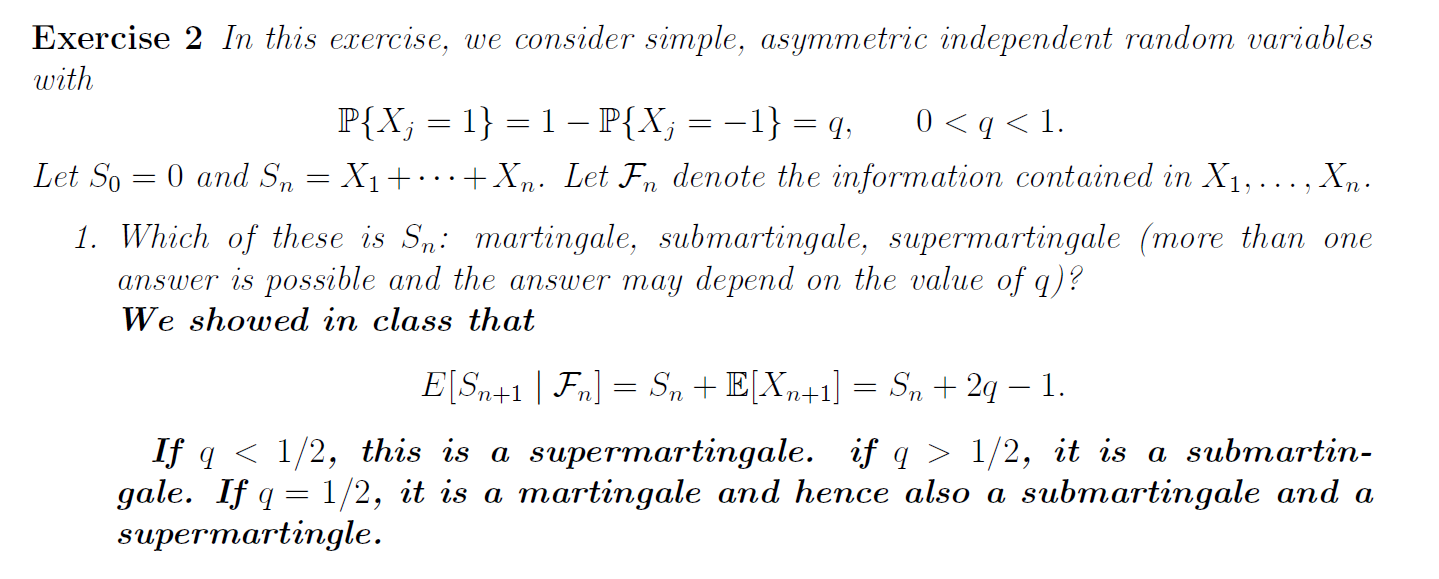 Exercise 2 In this exercise, we consider simple, asymmetric independent random variables
with
ℙ{X_j = 1} = 1 − ℙ{X_j = −1} = q,    0 < q < 1.
Let S_0 = 0 and S_n = X_1 + ··· + X_n. Let ℱ_n denote the information contained in X_1, . . . , X_n.
1. Which of these is S_n: martingale, submartingale, supermartingale (more than one
answer is possible and the answer may depend on the value of q)?
We showed in class that
E[S_{n+1} | ℱ_n] = S_n + 𝔼[X_{n+1}] = S_n + 2q − 1.
If q < 1/2, this is a supermartingale. if q > 1/2, it is a submartin-
gale. If q = 1/2, it is a martingale and hence also a submartingale and a
supermartingle.